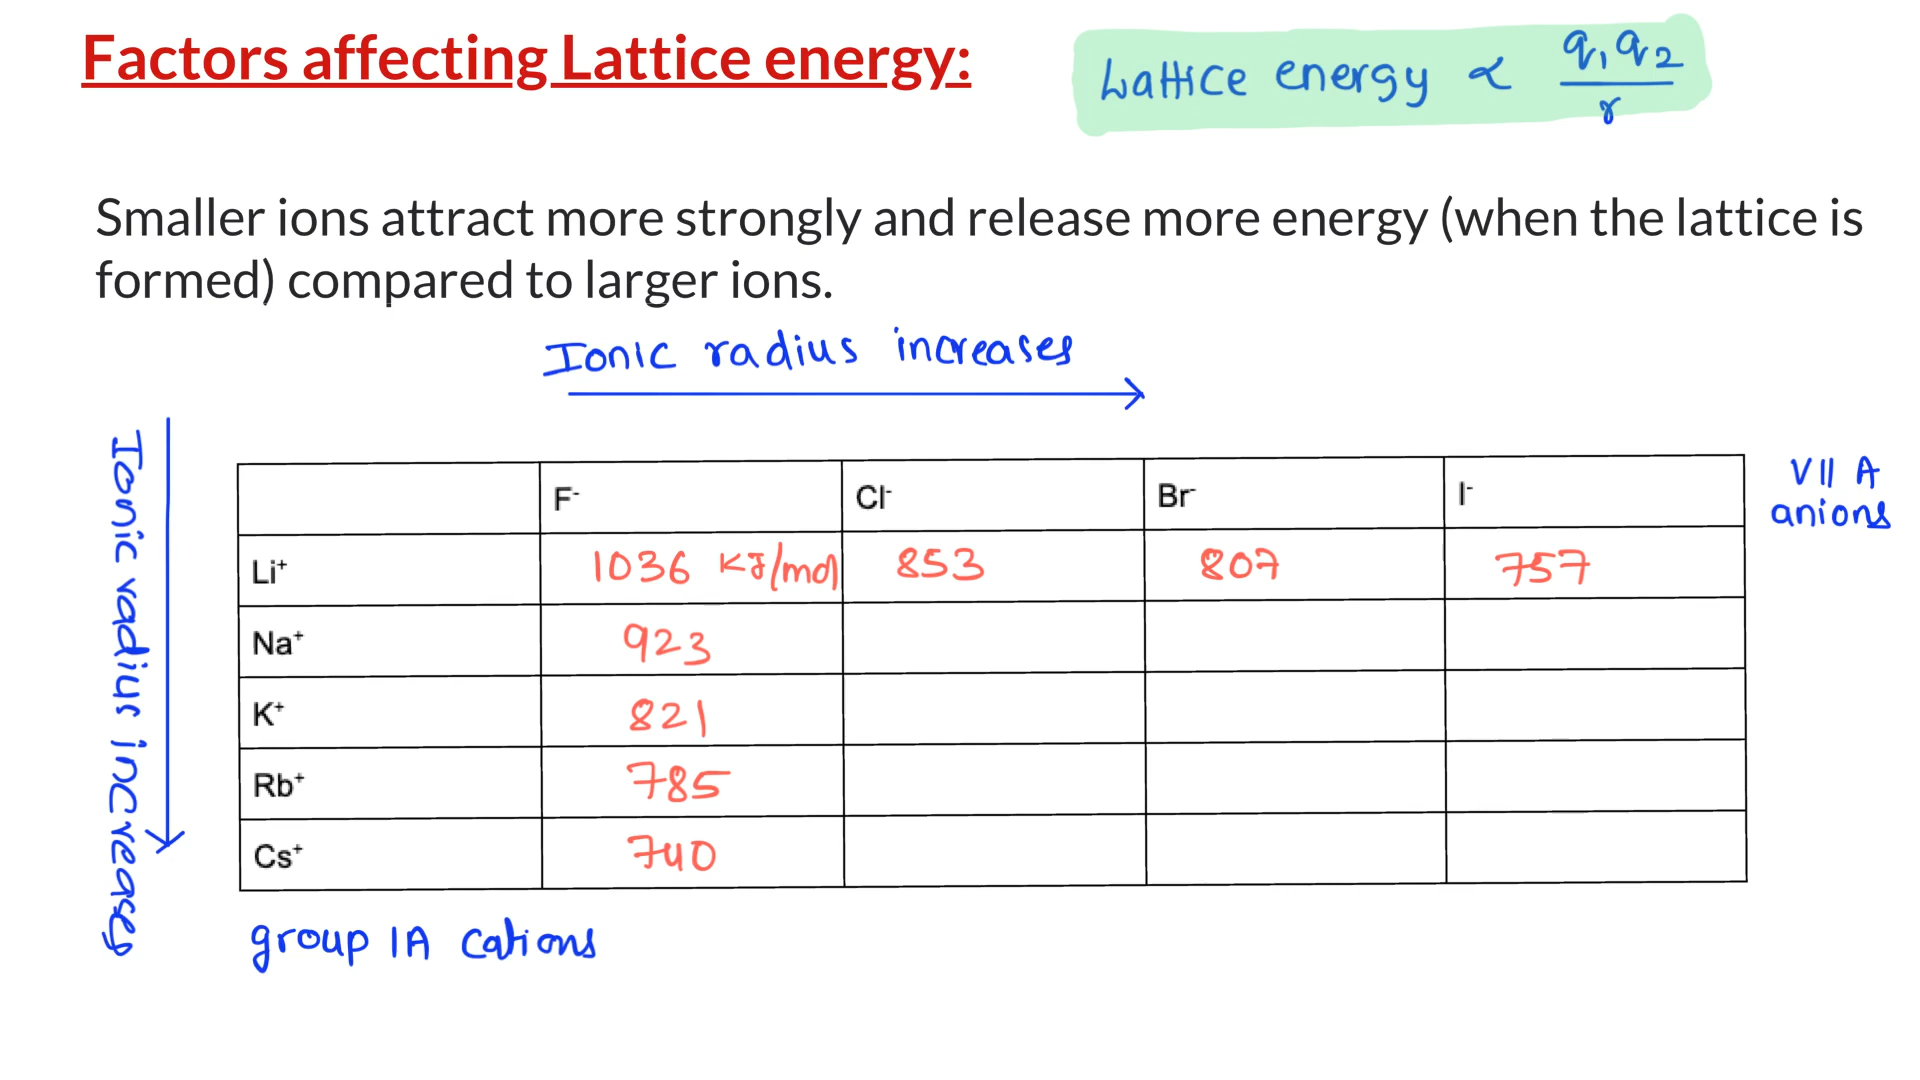 Factors affecting Lattice energy:
Lattice energy ∝ q1q2/r
Smaller ions attract more strongly and release more energy (when the lattice is
formed) compared to larger ions.
Ionic radius increases
Ionic radius increases
F- Cl- Br- I-
VII A
anions
Li+ 1036 KJ/mol 853 807 757
Na+ 923
K+ 821
Rb+ 785
Cs+ 740
group IA cations